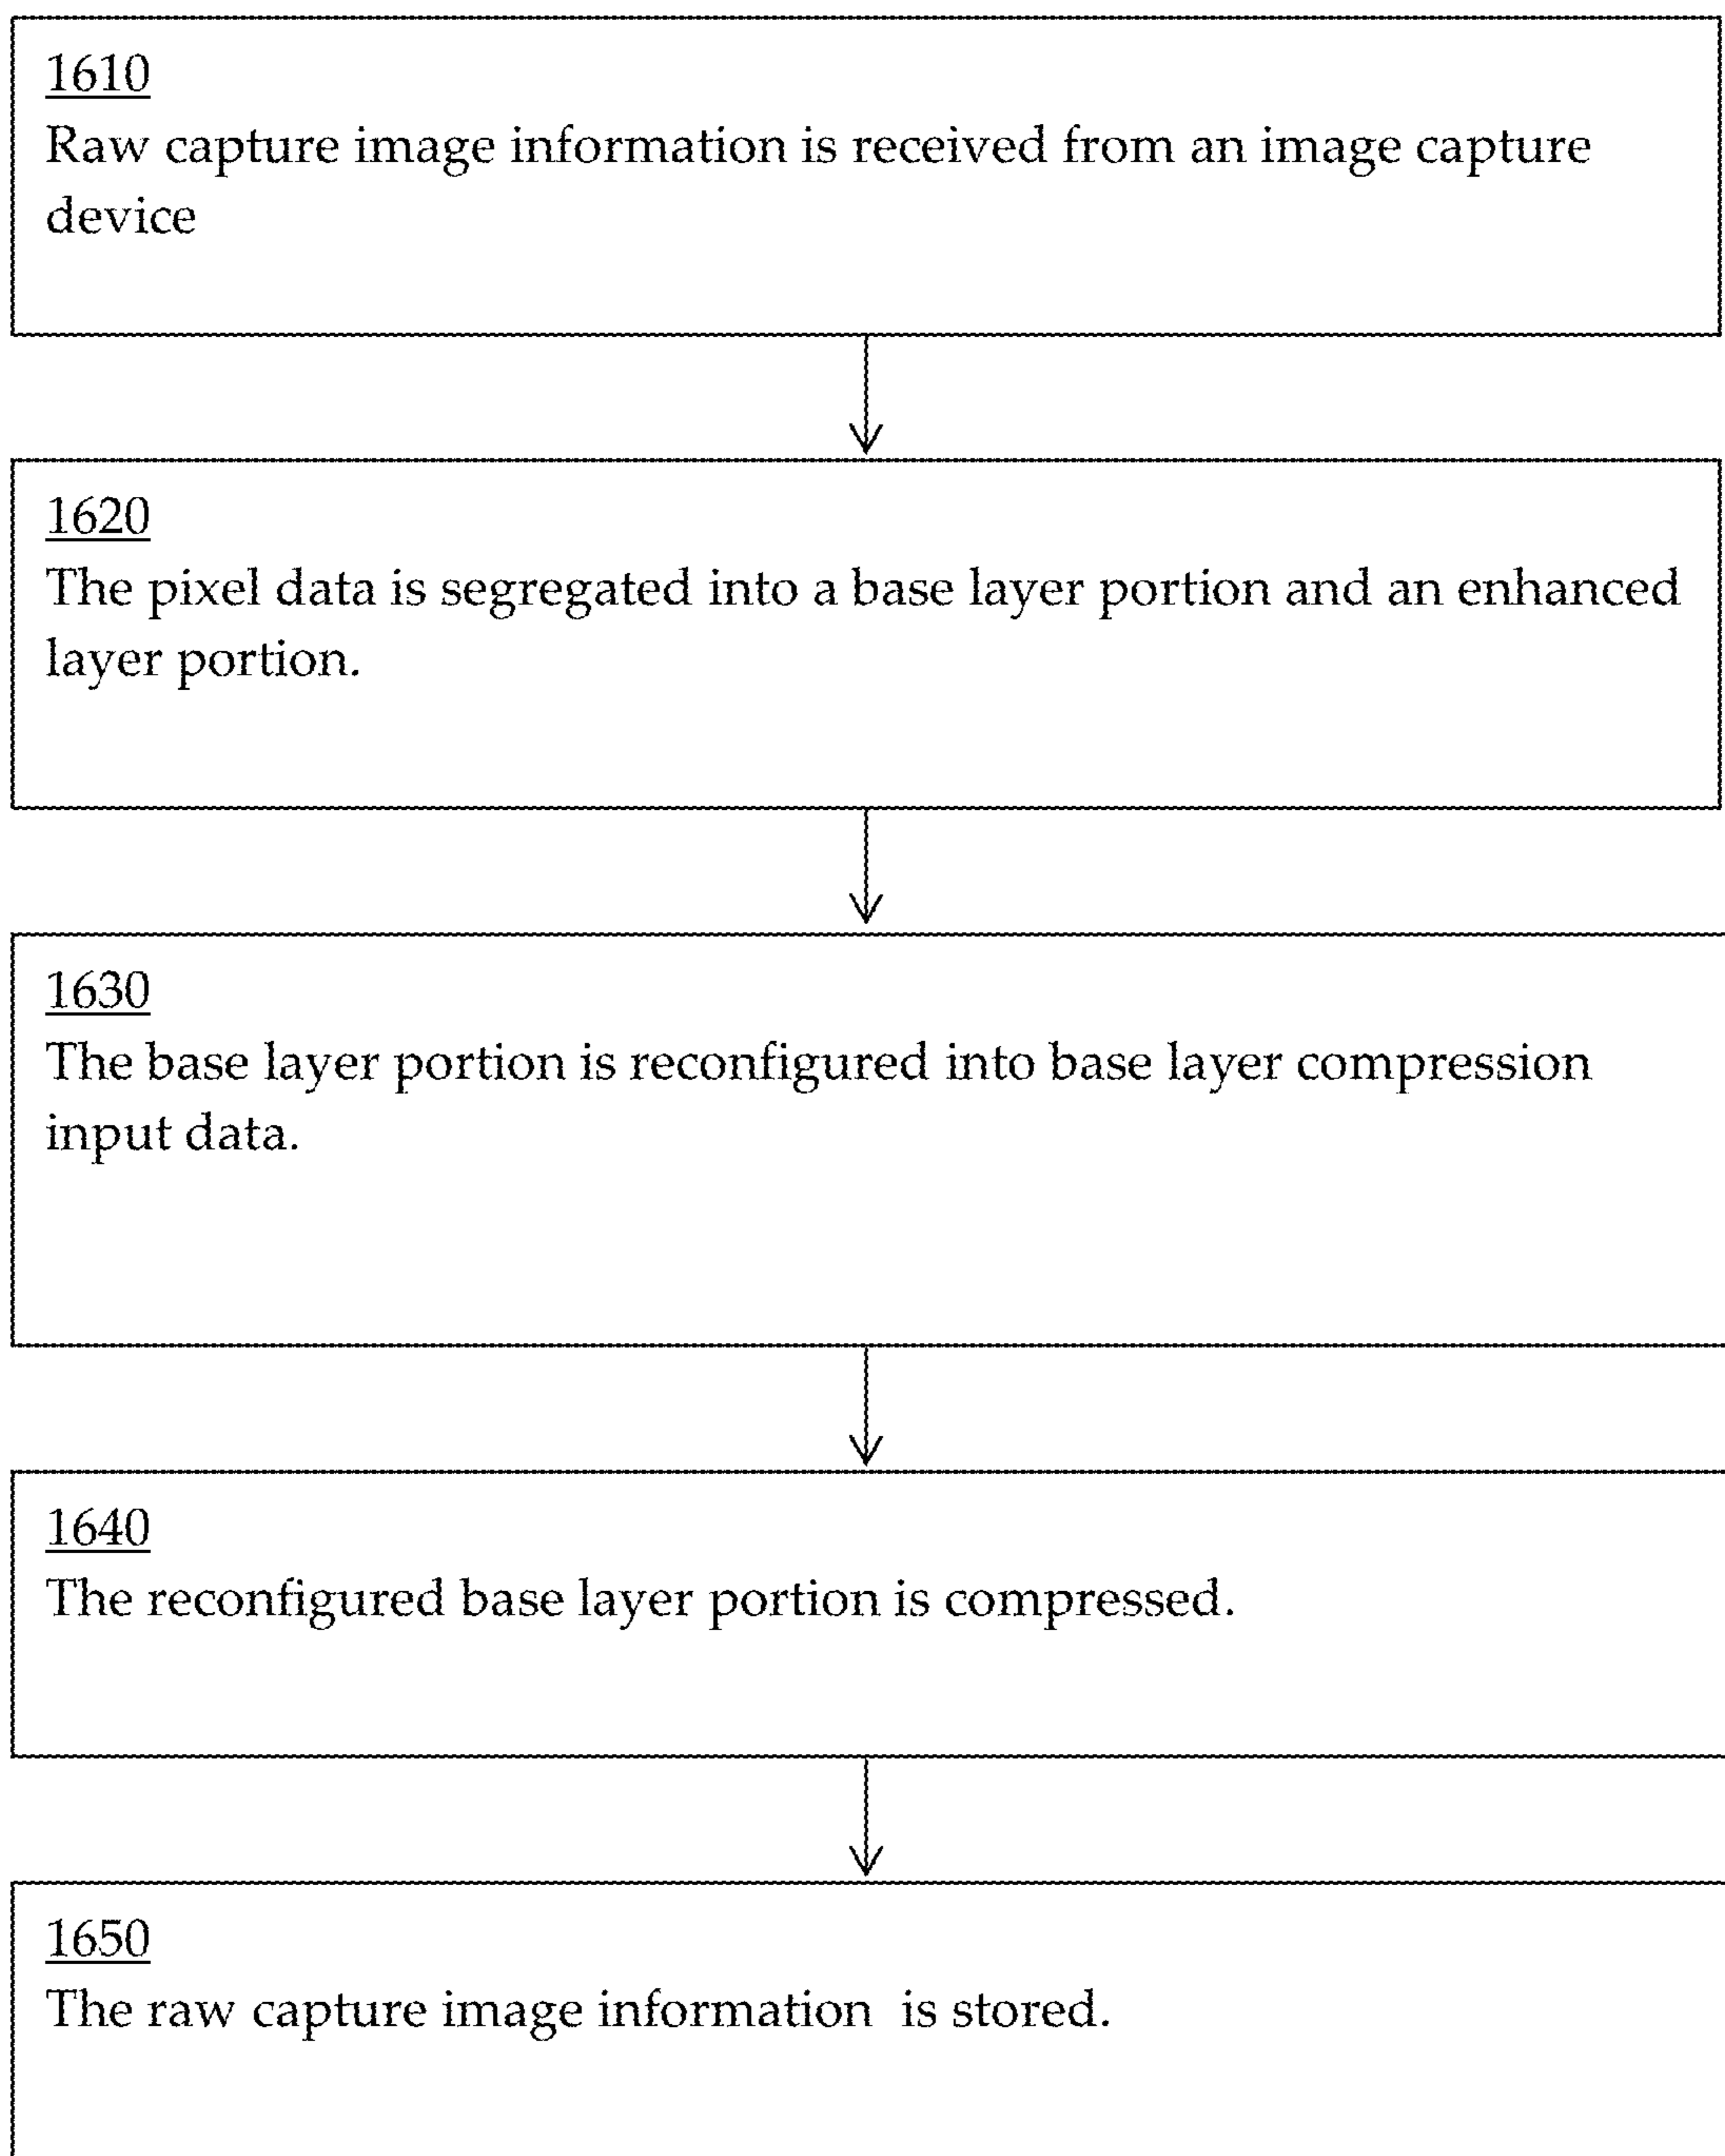 1610
Raw capture image information is received from an image capture
device
1620
The pixel data is segregated into a base layer portion and an enhanced
layer portion.
1630
The base layer portion is reconfigured into base layer compression
input data.
1640
The reconfigured base layer portion is compressed.
1650
The raw capture image information is stored.